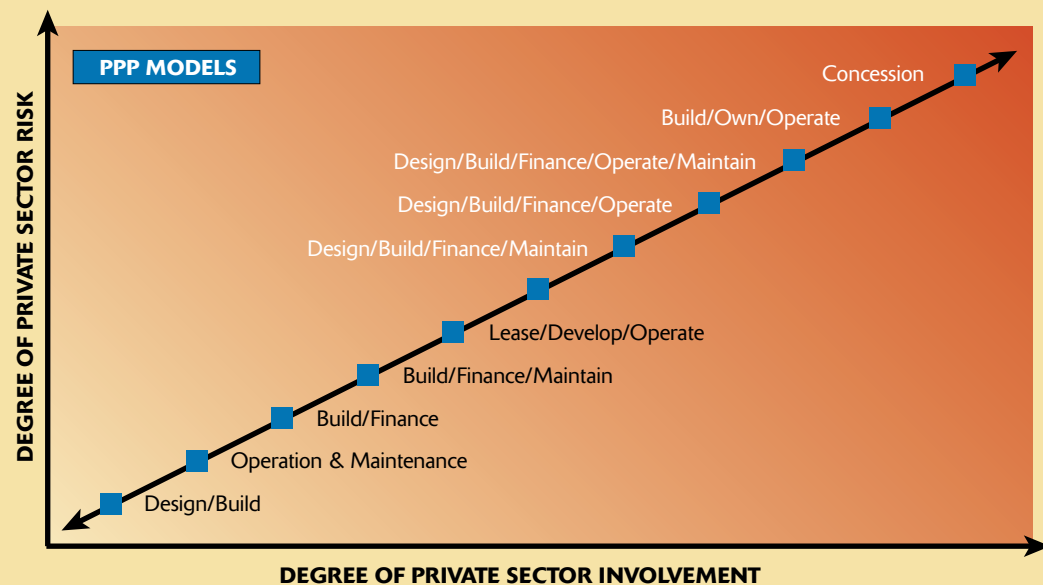 PPP MODELS
Concession
Build/Own/Operate
Design/Build/Finance/Operate/Maintain
Design/Build/Finance/Operate
Design/Build/Finance/Maintain
Lease/Develop/Operate
Build/Finance/Maintain
Build/Finance
Operation & Maintenance
Design/Build
DEGREE OF PRIVATE SECTOR RISK
DEGREE OF PRIVATE SECTOR INVOLVEMENT